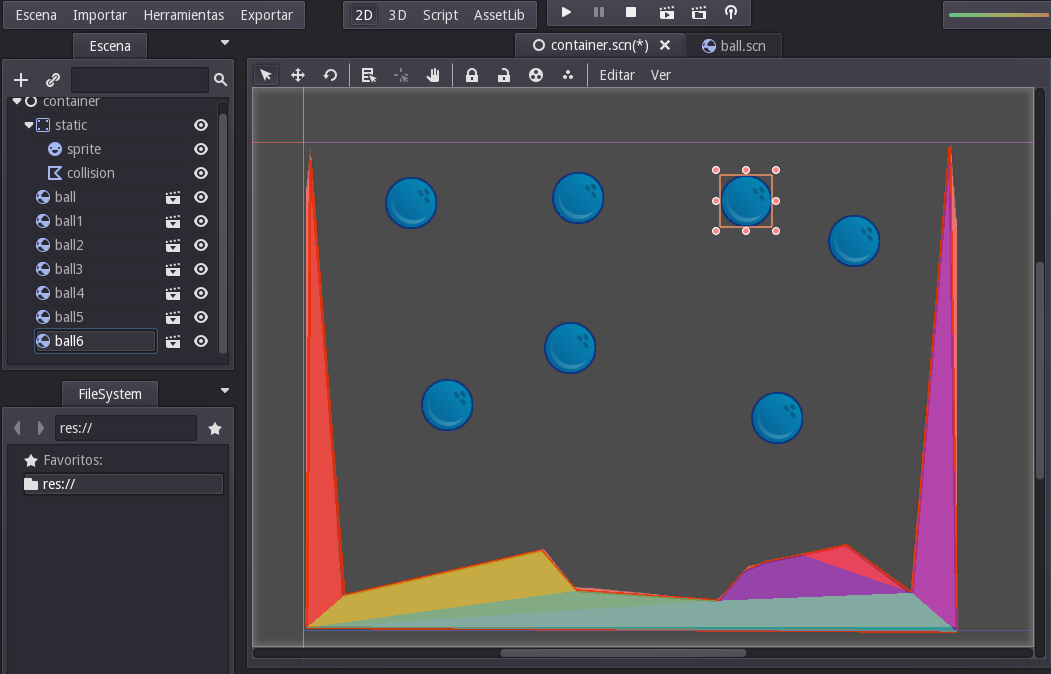 Escena Importar Herramientas Exportar 2D 3D Script AssetLib
Escena
container.scn(*) ball.scn
Editar Ver
container
static
sprite
collision
ball
ball1
ball2
ball3
ball4
ball5
ball6
FileSystem
res://
Favoritos:
res://